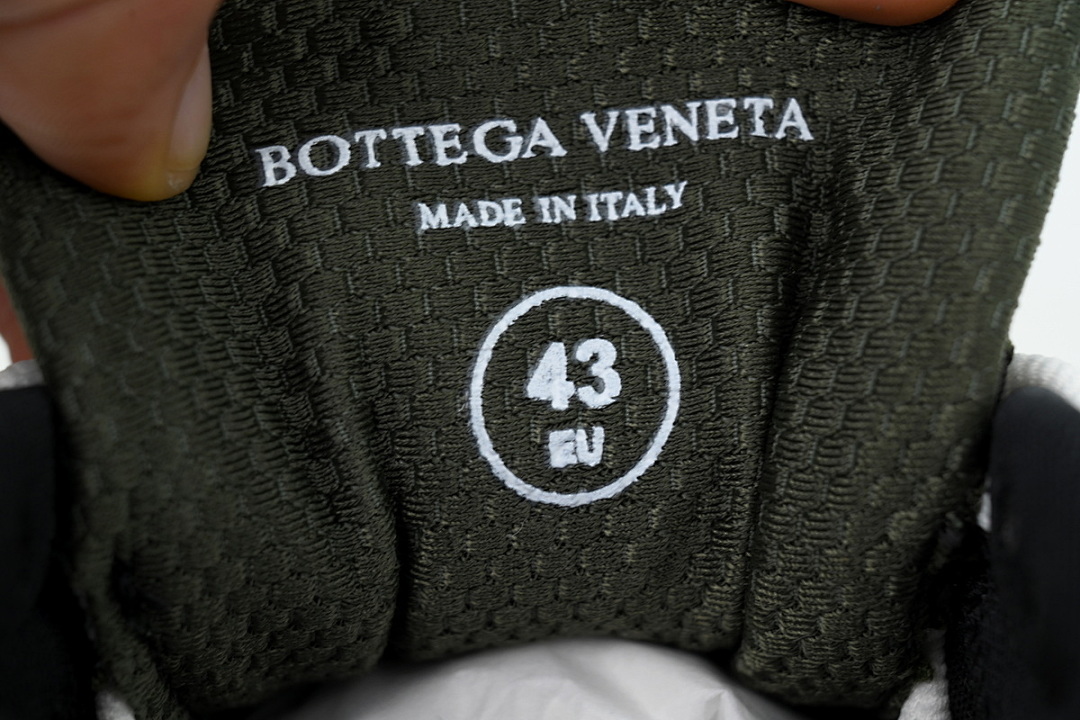 BOTTEGA VENETA
MADE IN ITALY
43
EU